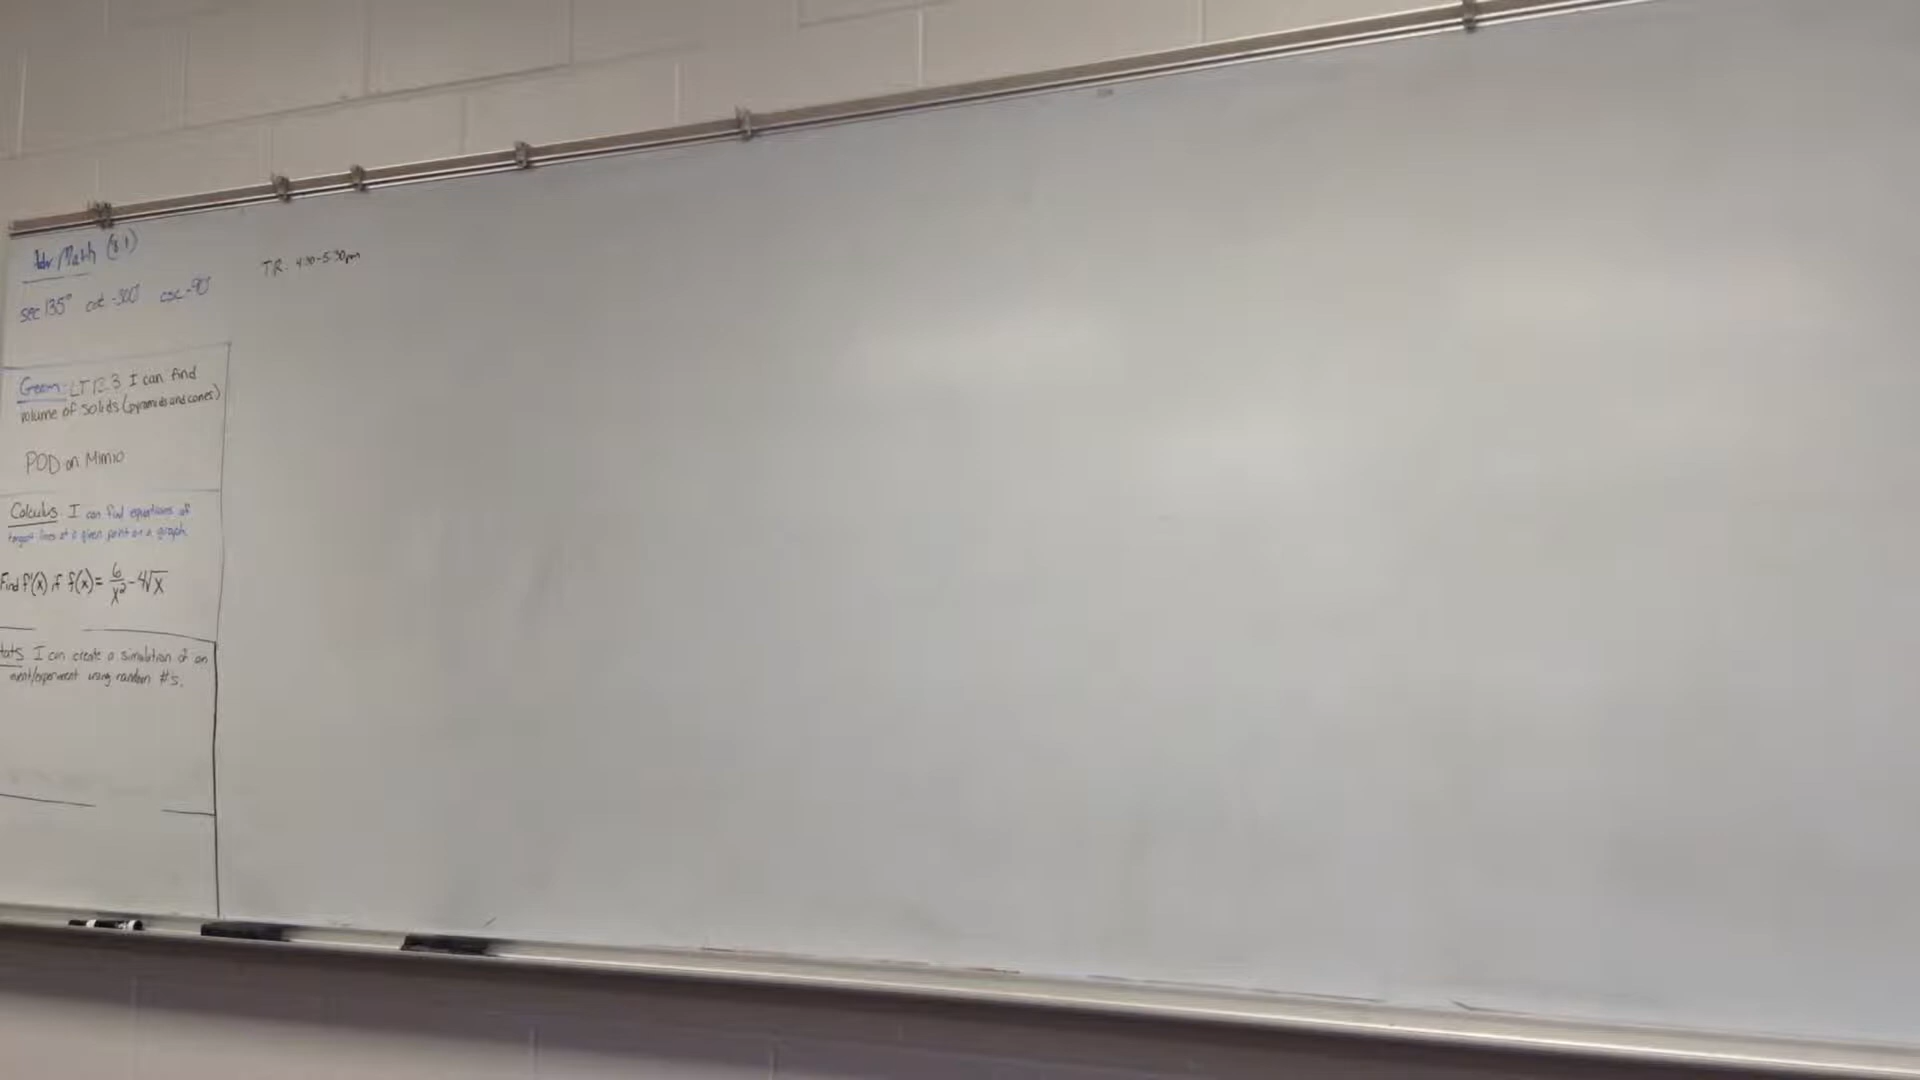 Adv. Math (8.1)
sec 135° cot -300° csc -90°
TR: 4:30-5:30pm
Geom: LT 12.3 I can find
volume of solids (pyramids and cones)
POD on Mimio
Calculus I can find equations of
tangent lines at a given point on a graph.
Find f'(x) if f(x)= 6/x² - 4√x
tats I can create a simulation of an
event/experiment using random #'s.